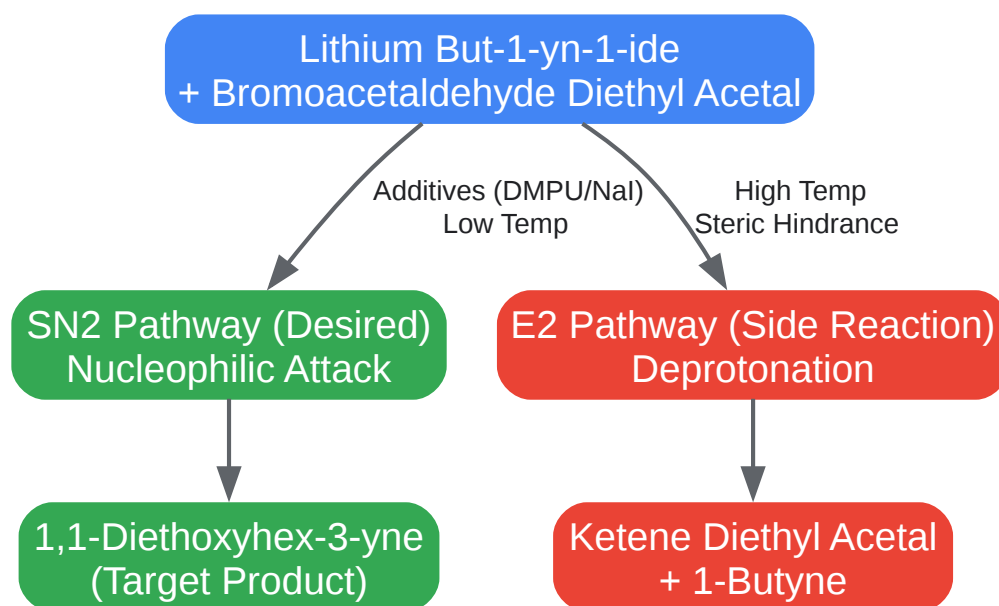 Lithium But-1-yn-1-ide
+ Bromoacetaldehyde Diethyl Acetal
Additives (DMPU/NaI)
Low Temp
High Temp
Steric Hindrance
SN2 Pathway (Desired)
Nucleophilic Attack
E2 Pathway (Side Reaction)
Deprotonation
1,1-Diethoxyhex-3-yne
(Target Product)
Ketene Diethyl Acetal
+ 1-Butyne